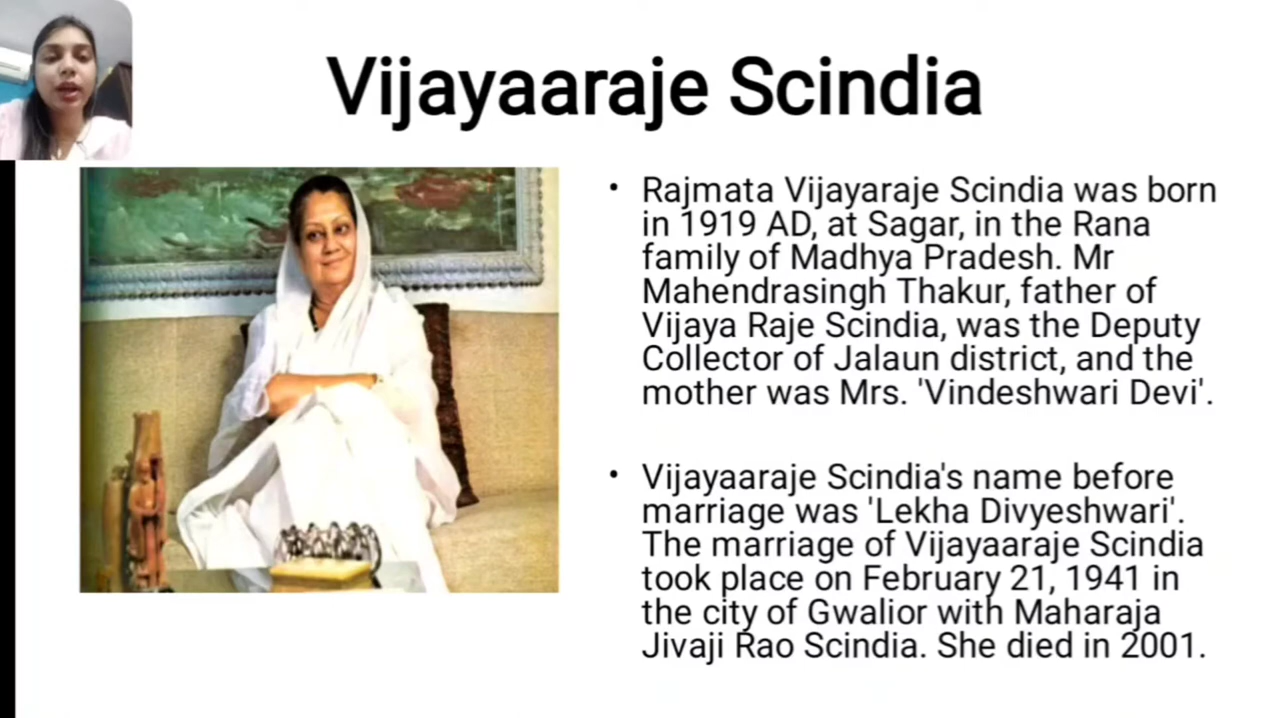 Vijayaaraje Scindia
• Rajmata Vijayaraje Scindia was born
in 1919 AD, at Sagar, in the Rana
family of Madhya Pradesh. Mr
Mahendrasingh Thakur, father of
Vijaya Raje Scindia, was the Deputy
Collector of Jalaun district, and the
mother was Mrs. 'Vindeshwari Devi'.
• Vijayaaraje Scindia's name before
marriage was 'Lekha Divyeshwari'.
The marriage of Vijayaaraje Scindia
took place on February 21, 1941 in
the city of Gwalior with Maharaja
Jivaji Rao Scindia. She died in 2001.